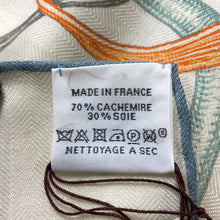 MADE IN FRANCE
70 % CACHEMIRE
30 % SOIE
NETTOYAGE A SEC